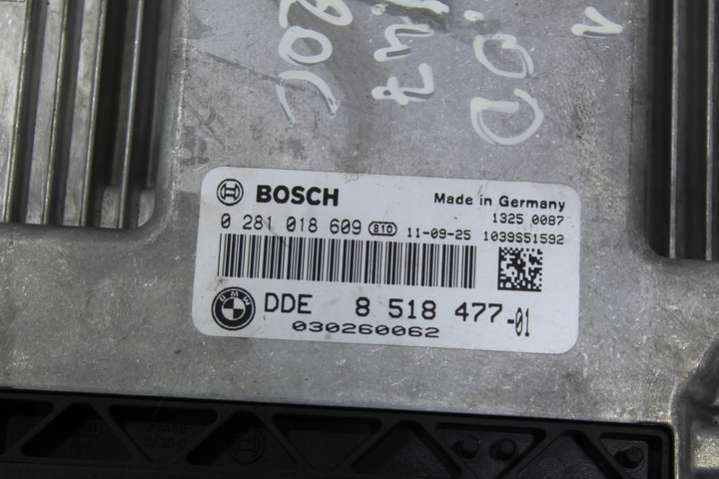 BOSCH
Made in Germany
1325 0087
0 281 018 609 810 11-09-25 1039S51592
BMW
DDE 8 518 477-01
030260062